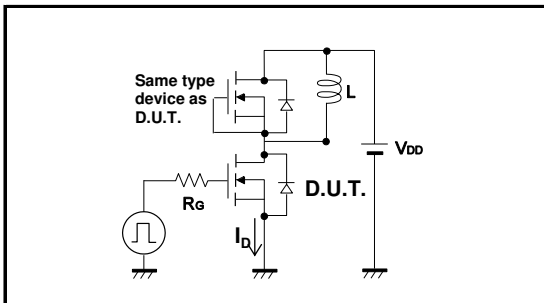 Same type
device as
D.U.T.
L
VDD
D.U.T.
RG
ID